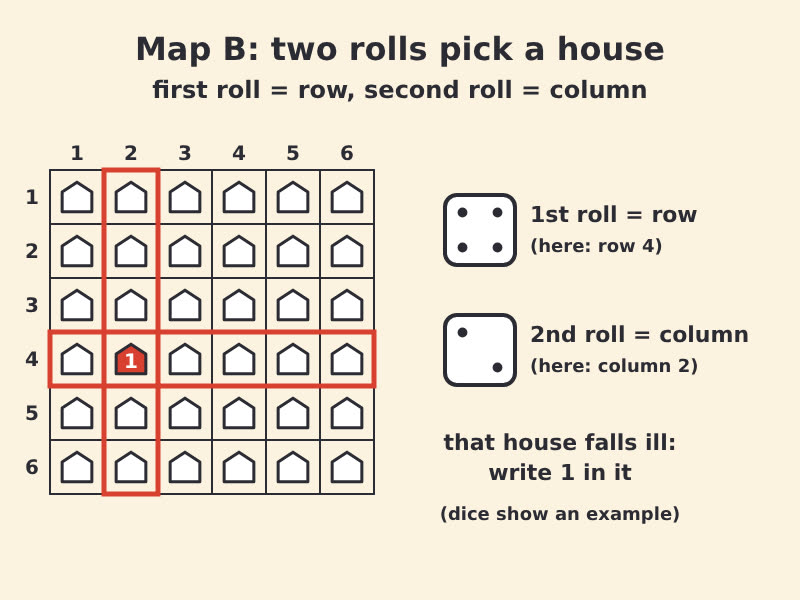 Map B: two rolls pick a house
first roll = row, second roll = column
1 2 3 4 5 6
1
2
3
4
1
5
6
1st roll = row
(here: row 4)
2nd roll = column
(here: column 2)
that house falls ill:
write 1 in it
(dice show an example)